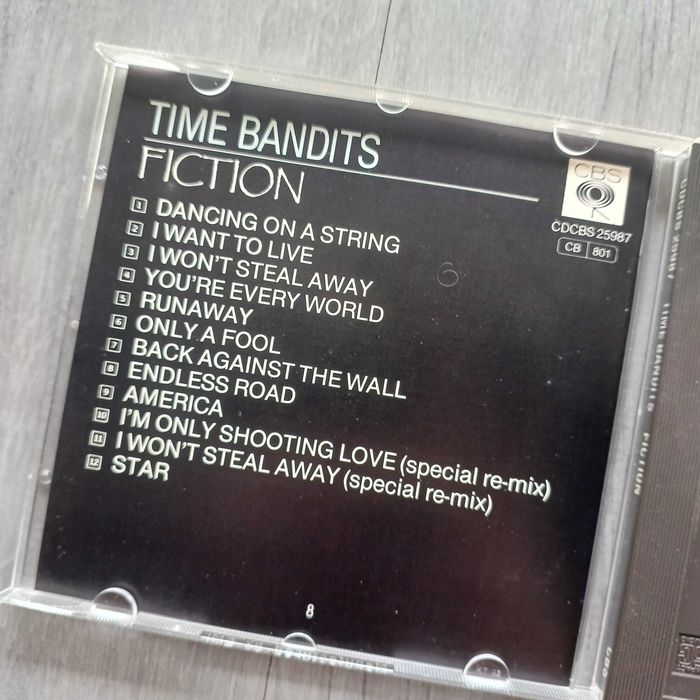 TIME BANDITS
FICTION
CBS
CDCBS 25987
CB 801
1 DANCING ON A STRING
2 I WANT TO LIVE
3 I WON'T STEAL AWAY
4 YOU'RE EVERY WORLD
5 RUNAWAY
6 ONLY A FOOL
7 BACK AGAINST THE WALL
8 ENDLESS ROAD
9 AMERICA
10 I'M ONLY SHOOTING LOVE (special re-mix)
11 I WON'T STEAL AWAY (special re-mix)
12 STAR
8
CDCBS 25987 TIME BANDITS FICTION
CBS